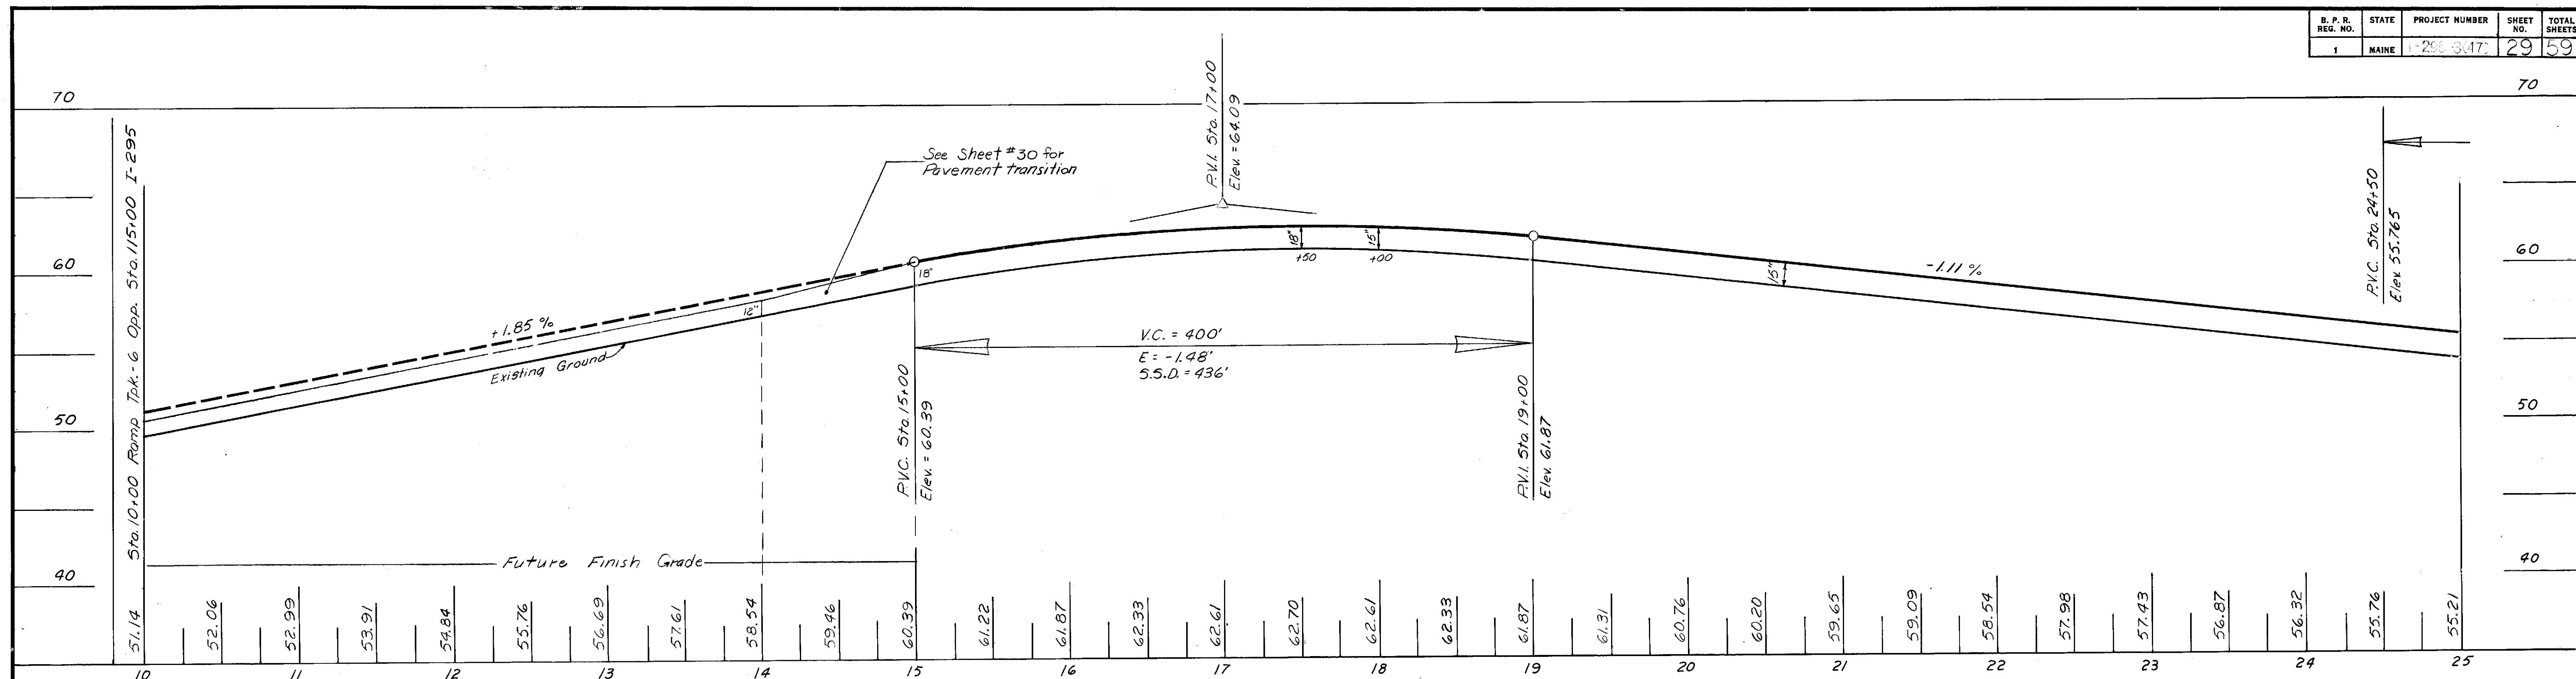 B. P. R. REG. NO. STATE PROJECT NUMBER SHEET NO. TOTAL SHEETS
1 MAINE 29 59
70 70
60 60
50 50
40 40
Sta. 10+00 Ramp Tpk.-6 Opp. Sta. 115+00 I-295
+1.85 %
Existing Ground
See Sheet #30 for
Pavement transition
12"
18"
P.V.C. Sta. 15+00
Elev. = 60.39
P.V.I. Sta. 17+00
Elev. = 64.09
V.C. = 400'
E = -1.48'
S.S.D. = 436'
18"
+50
15"
+00
P.V.I. Sta. 19+00
Elev. 61.87
15"
-1.11 %
P.V.C. Sta. 24+50
Elev. 55.765
Future Finish Grade
51.14 52.06 52.99 53.91 54.84 55.76 56.69 57.61 58.54 59.46 60.39 61.22 61.87 62.33 62.61 62.70 62.61 62.33 61.87 61.31 60.76 60.20 59.65 59.09 58.54 57.98 57.43 56.87 56.32 55.76 55.21
10 11 12 13 14 15 16 17 18 19 20 21 22 23 24 25